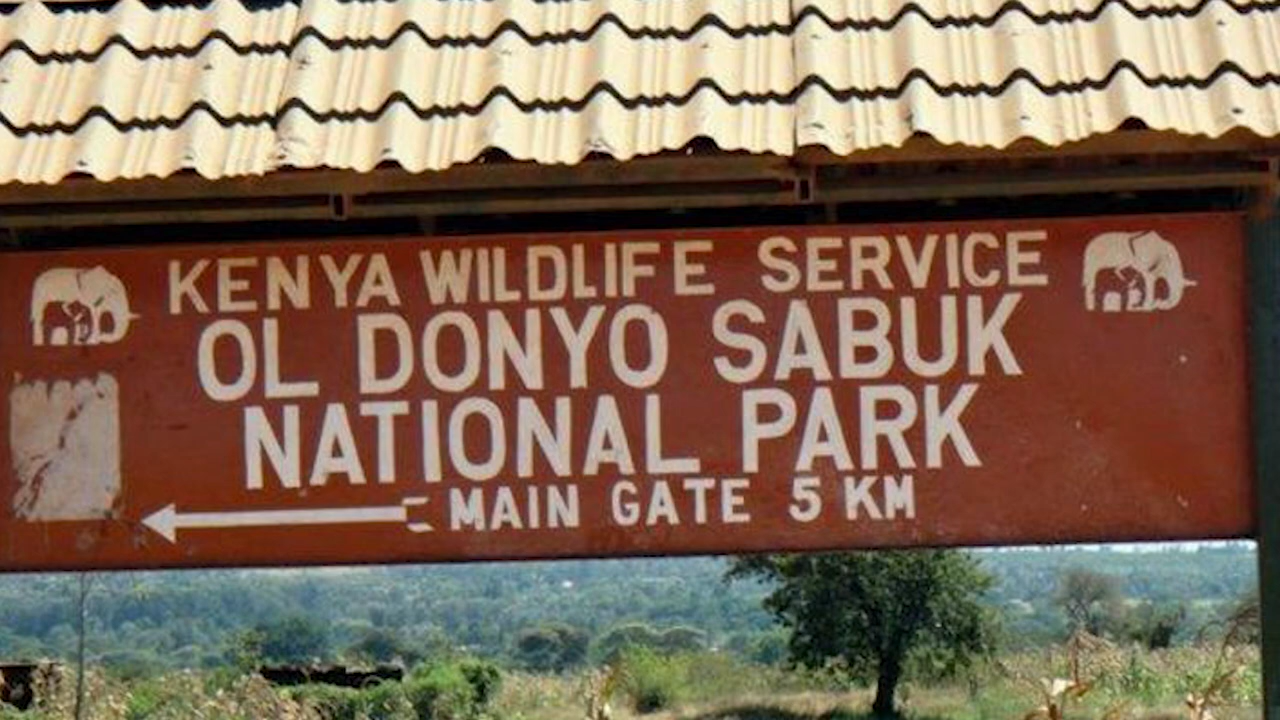 KENYA WILDLIFE SERVICE
OL DONYO SABUK
NATIONAL PARK
MAIN GATE 5 KM